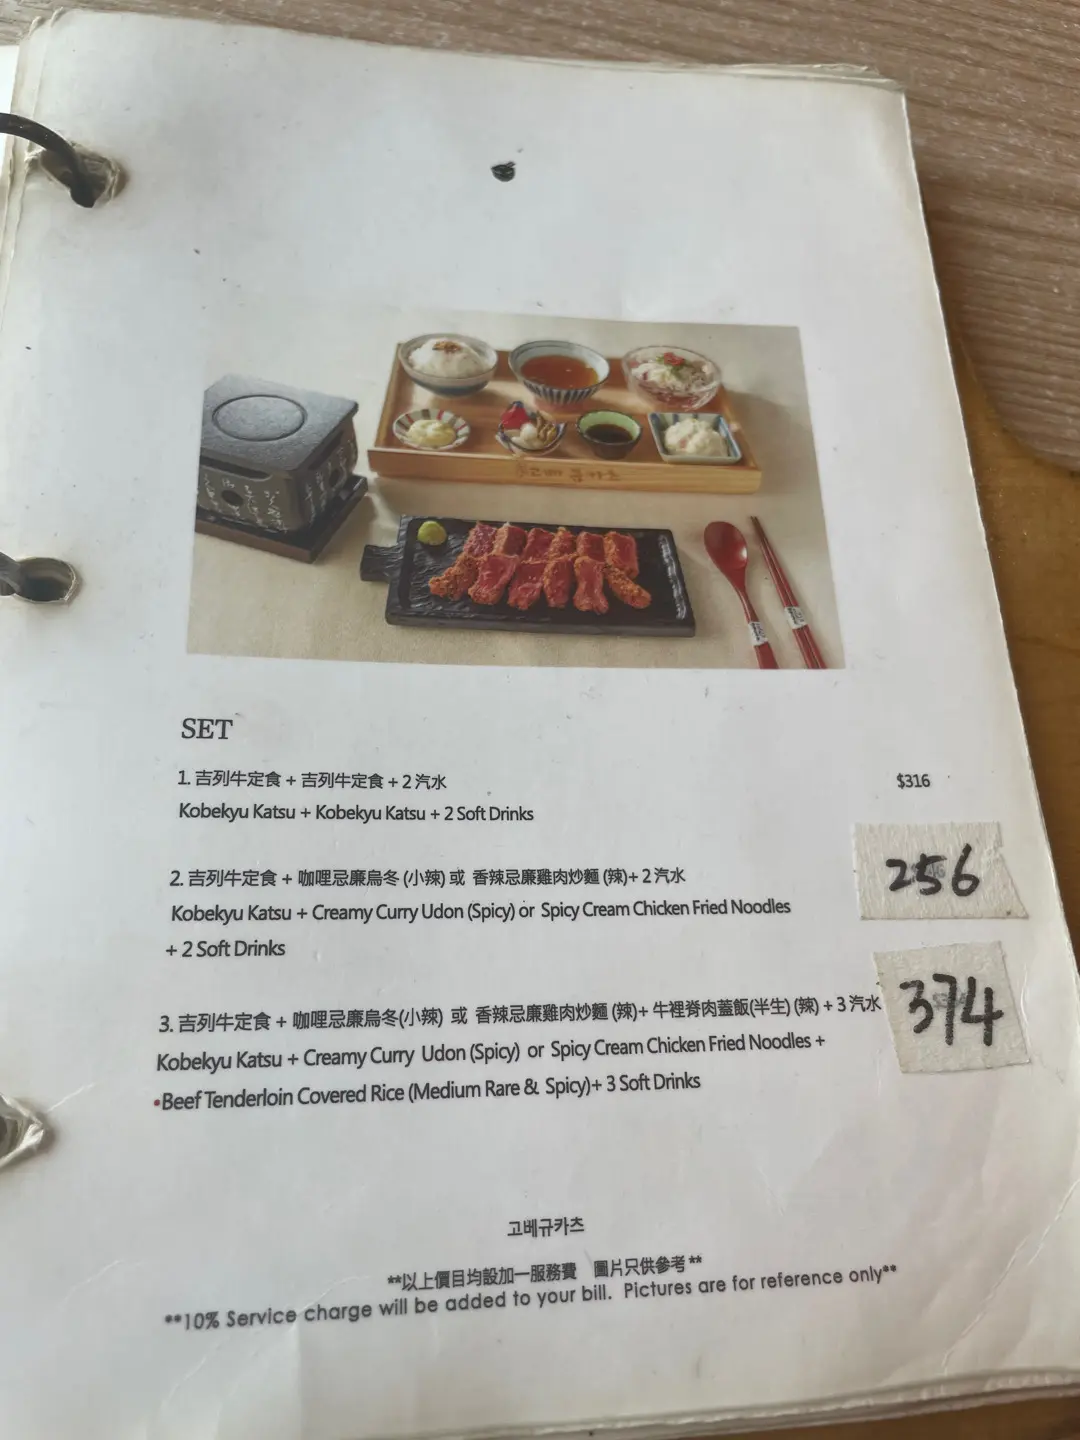 SET
1. 吉列牛定食 + 吉列牛定食 + 2 汽水 $316
Kobekyu Katsu + Kobekyu Katsu + 2 Soft Drinks
2. 吉列牛定食 + 咖哩忌廉烏冬 (小辣) 或 香辣忌廉雞肉炒麵 (辣)+ 2 汽水 256
Kobekyu Katsu + Creamy Curry Udon (Spicy) or Spicy Cream Chicken Fried Noodles
+ 2 Soft Drinks
3. 吉列牛定食 + 咖哩忌廉烏冬(小辣) 或 香辣忌廉雞肉炒麵 (辣)+ 牛裡脊肉蓋飯(半生) (辣) + 3 汽水 374
Kobekyu Katsu + Creamy Curry Udon (Spicy) or Spicy Cream Chicken Fried Noodles +
Beef Tenderloin Covered Rice (Medium Rare & Spicy)+ 3 Soft Drinks
고베규카츠
**以上價目均設加一服務費 圖片只供參考**
**10% Service charge will be added to your bill. Pictures are for reference only**